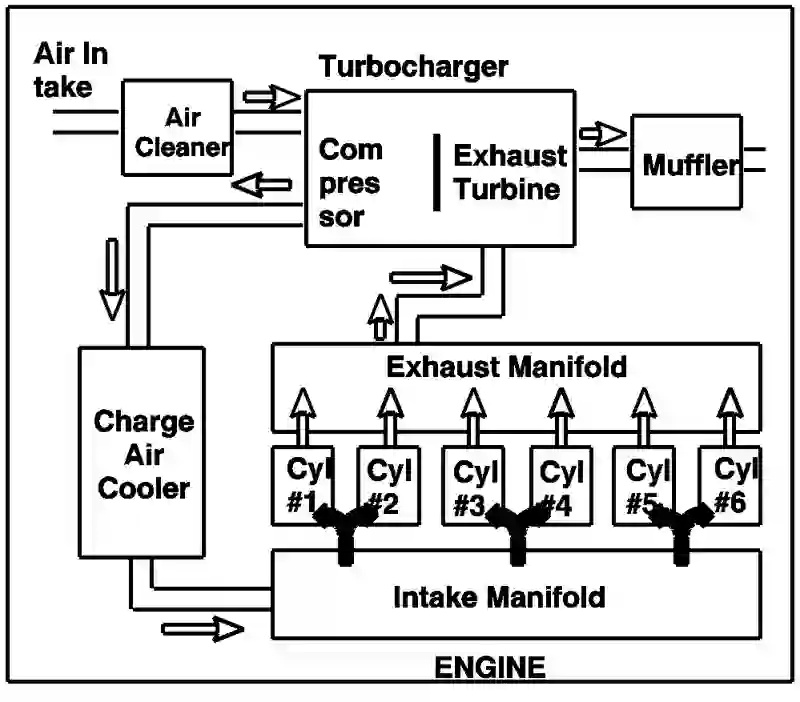 Air In
take
Turbocharger
Air
Cleaner
Com
pres
sor
Exhaust
Turbine
Muffler
Exhaust Manifold
Charge
Air
Cooler
Cyl
#1
Cyl
#2
Cyl
#3
Cyl
#4
Cyl
#5
Cyl
#6
Intake Manifold
ENGINE